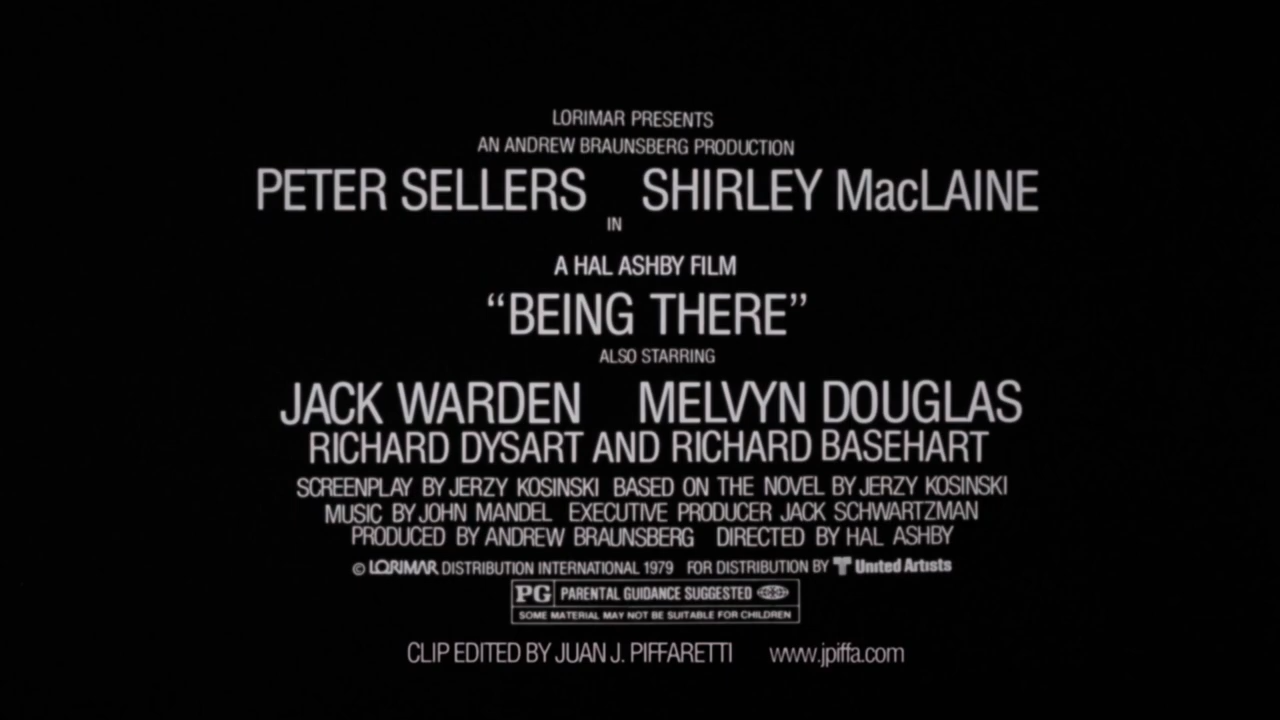 LORIMAR PRESENTS
AN ANDREW BRAUNSBERG PRODUCTION
PETER SELLERS SHIRLEY MacLAINE
IN
A HAL ASHBY FILM
“BEING THERE”
ALSO STARRING
JACK WARDEN MELVYN DOUGLAS
RICHARD DYSART AND RICHARD BASEHART
SCREENPLAY BY JERZY KOSINSKI BASED ON THE NOVEL BY JERZY KOSINSKI
MUSIC BY JOHN MANDEL EXECUTIVE PRODUCER JACK SCHWARTZMAN
PRODUCED BY ANDREW BRAUNSBERG DIRECTED BY HAL ASHBY
© LORIMAR DISTRIBUTION INTERNATIONAL 1979 FOR DISTRIBUTION BY T United Artists
PG PARENTAL GUIDANCE SUGGESTED
SOME MATERIAL MAY NOT BE SUITABLE FOR CHILDREN
CLIP EDITED BY JUAN J. PIFFARETTI www.jpiffa.com